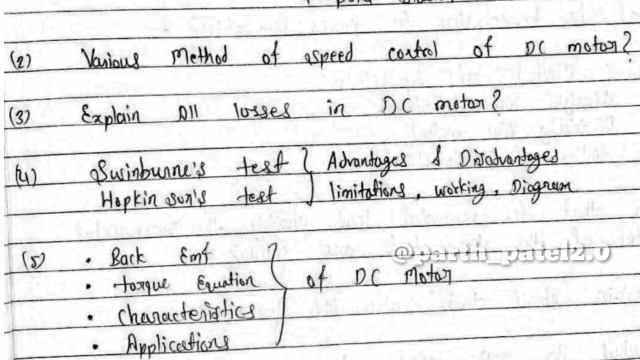 (2) Various Method of speed control of DC motor?
(3) Explain All losses in DC motor?
(4) Swinburne's test } Advantages & Disadvantages
Hopkinson's test } limitations, working, Diagram
@parth_patel2.0
(5) • Back Emf
• torque Equation } of DC Motor
• Characteristics
• Applications